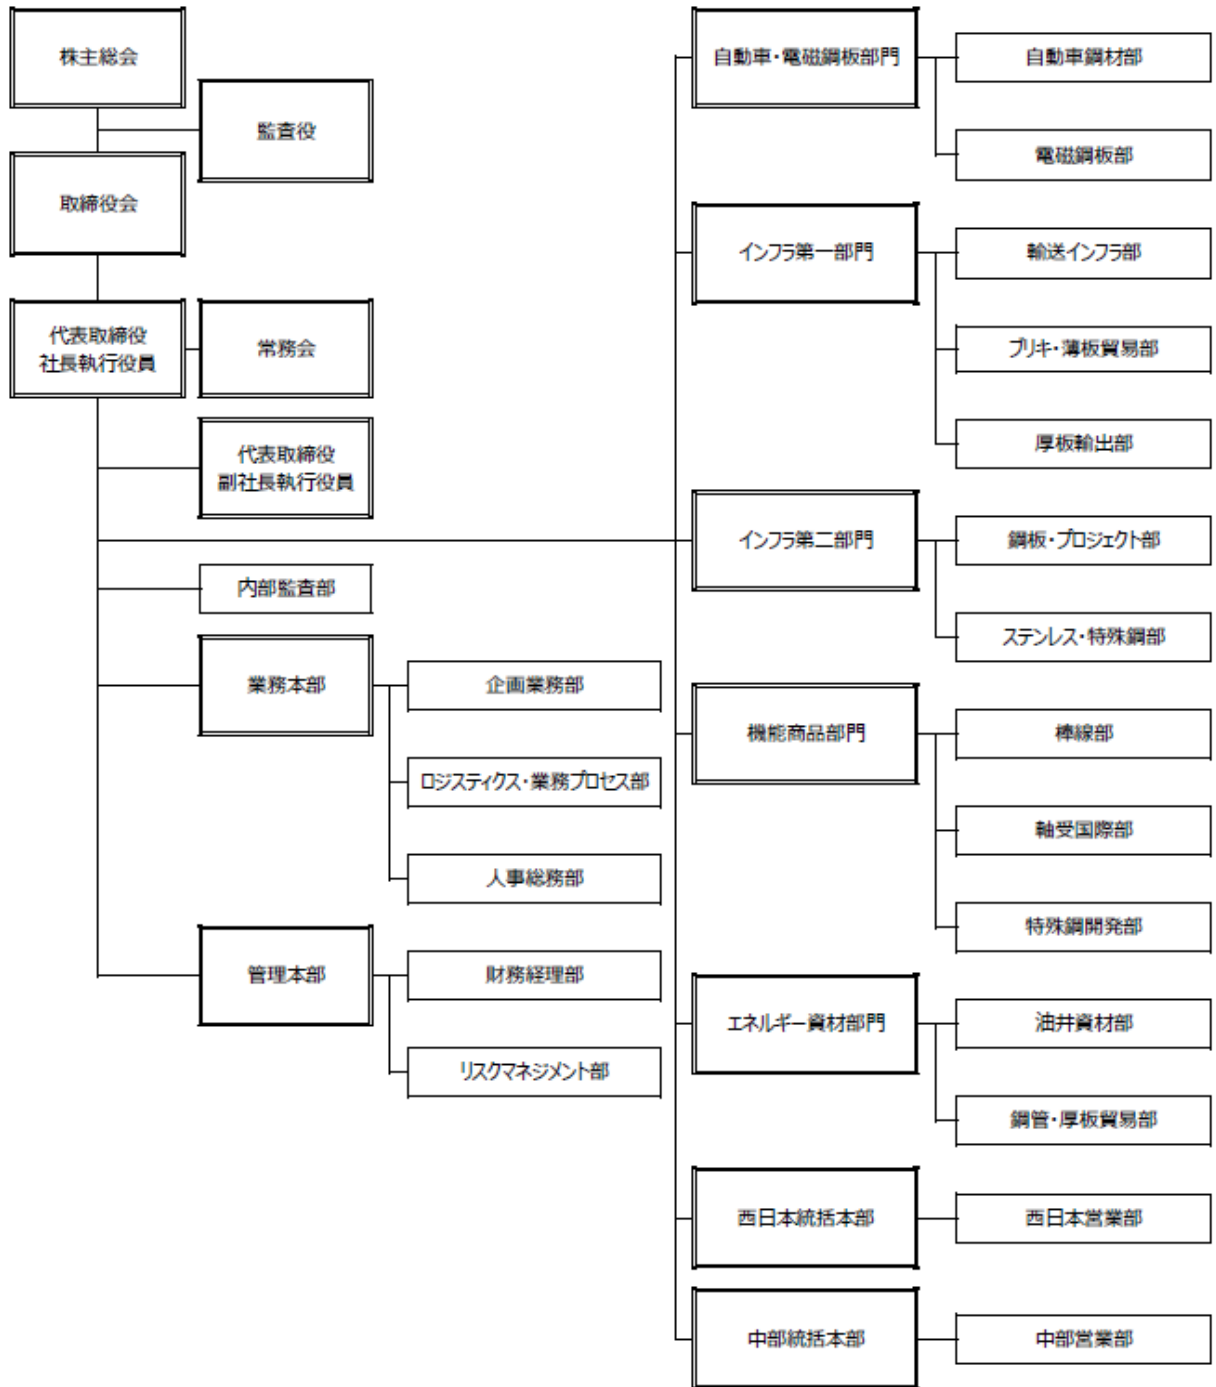 株主総会
監査役
取締役会
代表取締役
社長執行役員
常務会
代表取締役
副社長執行役員
内部監査部
業務本部
企画業務部
ロジスティクス・業務プロセス部
人事総務部
管理本部
財務経理部
リスクマネジメント部
自動車・電磁鋼板部門
自動車鋼材部
電磁鋼板部
インフラ第一部門
輸送インフラ部
ブリキ・薄板貿易部
厚板輸出部
インフラ第二部門
鋼板・プロジェクト部
ステンレス・特殊鋼部
機能商品部門
棒線部
軸受国際部
特殊鋼開発部
エネルギー資材部門
油井資材部
鋼管・厚板貿易部
西日本統括本部
西日本営業部
中部統括本部
中部営業部